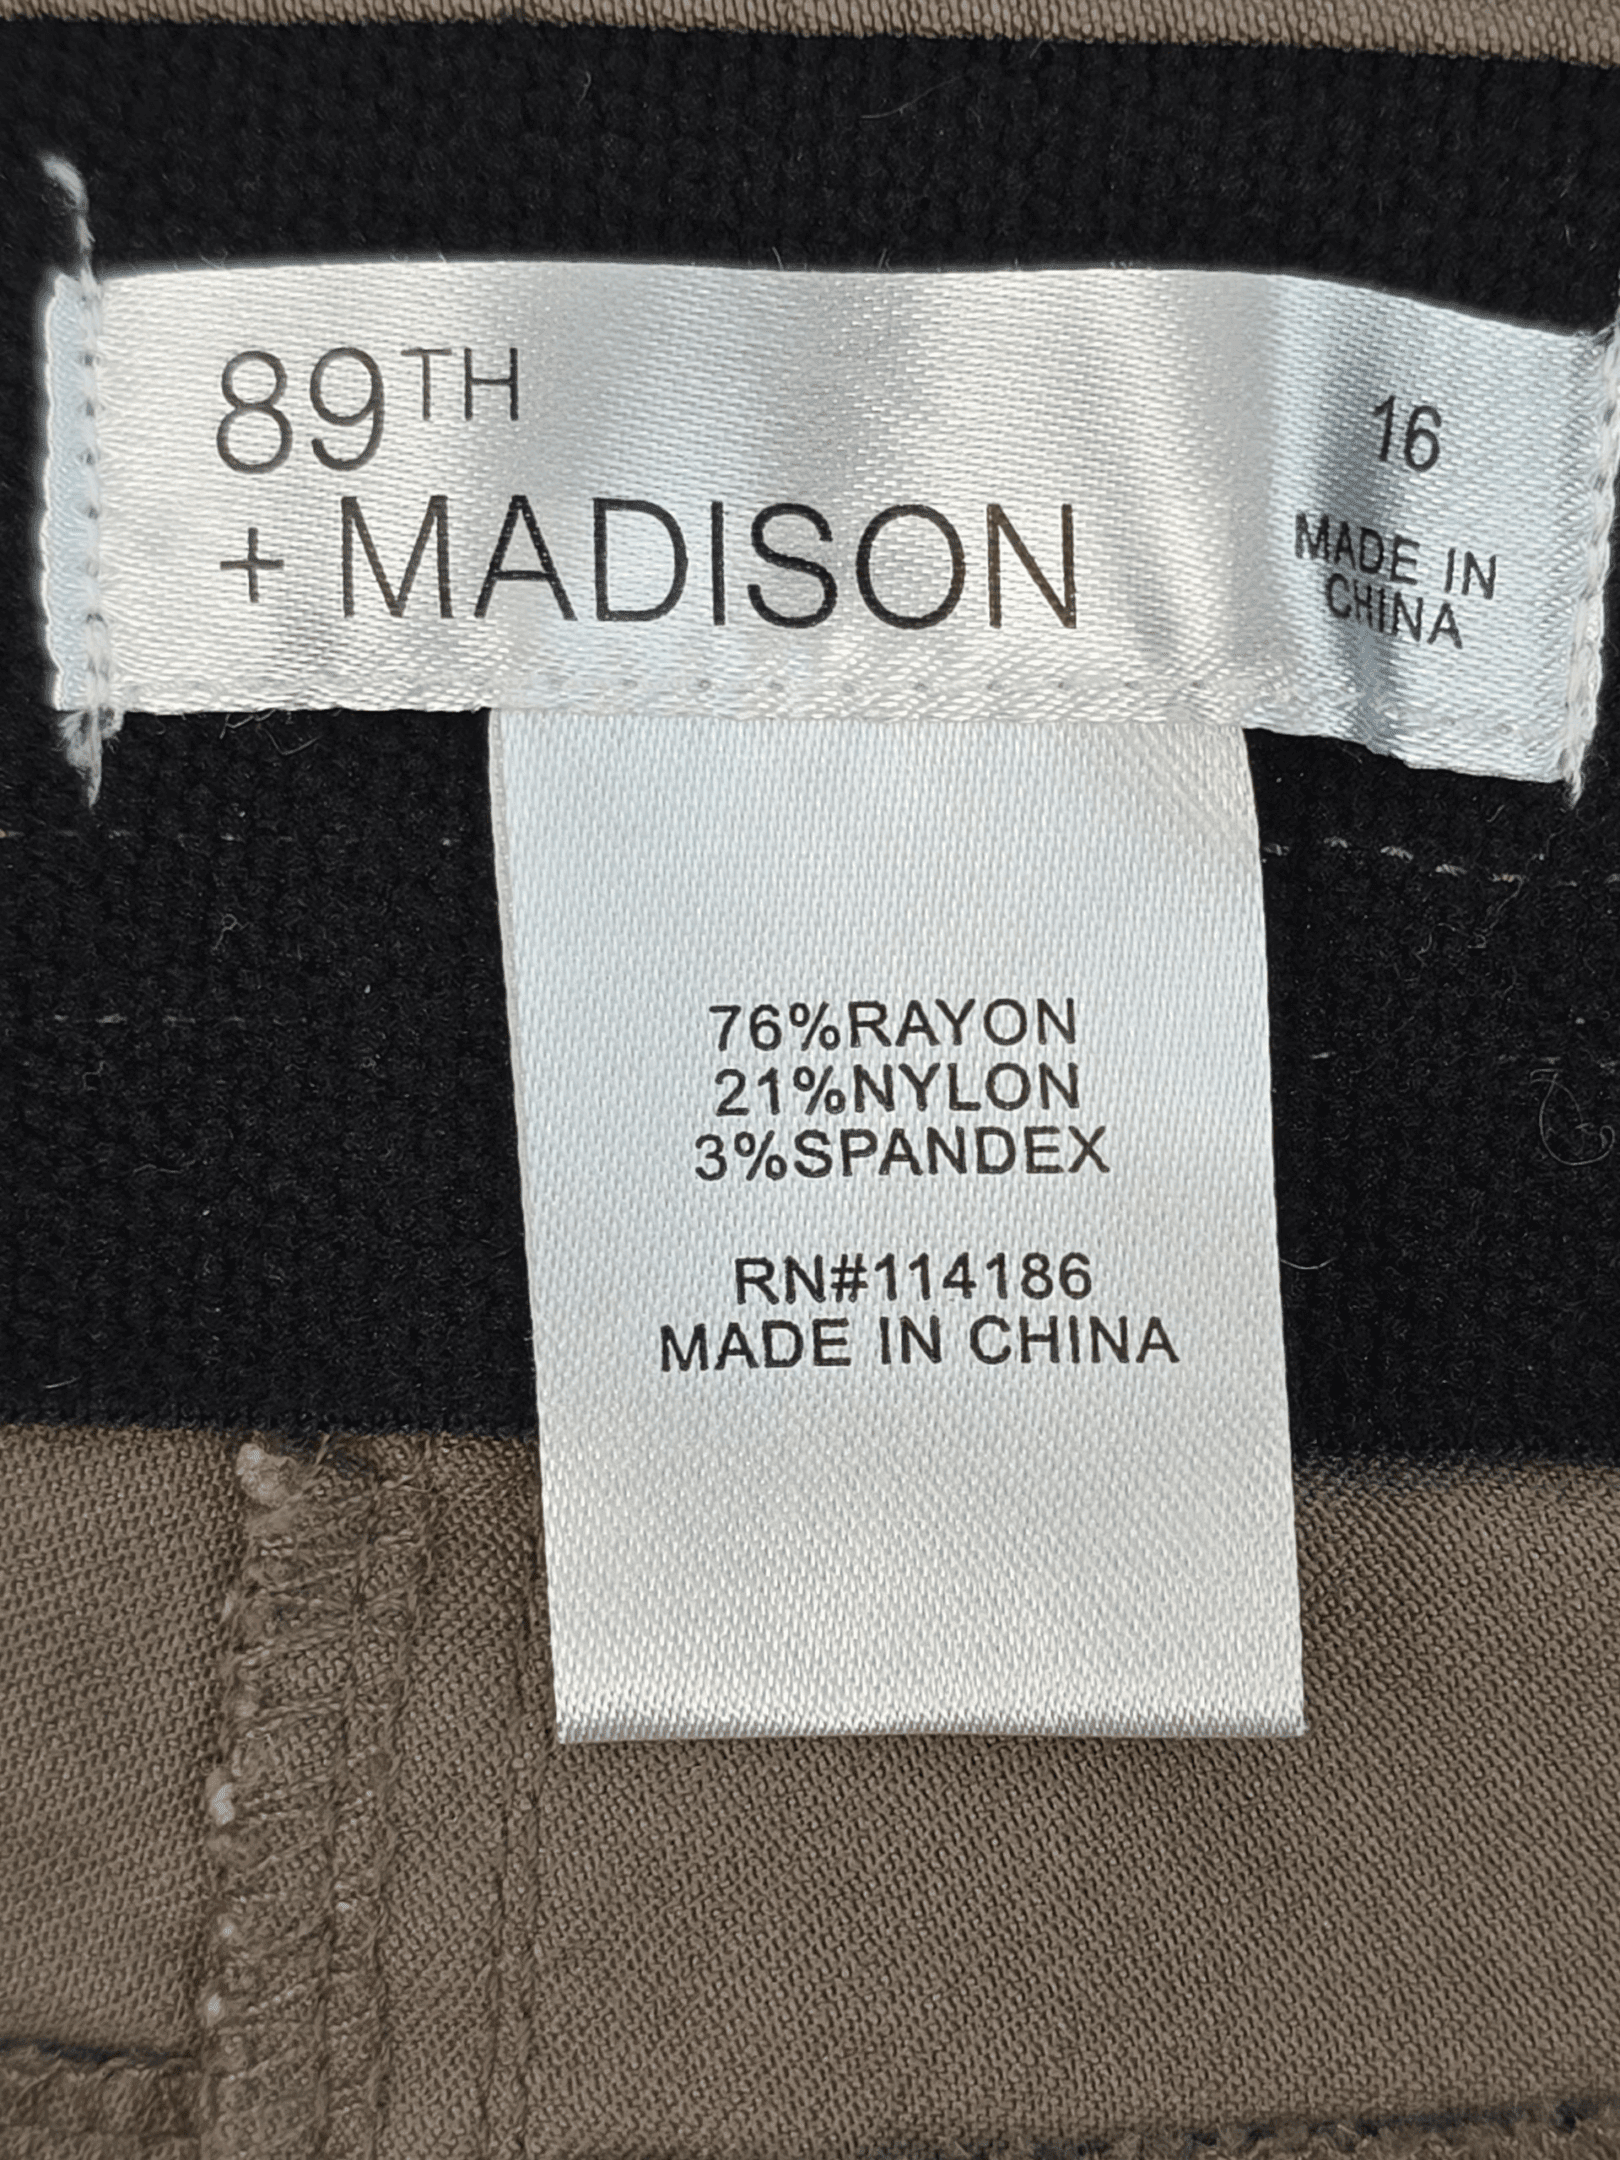 89TH
+ MADISON
16
MADE IN
CHINA
76%RAYON
21%NYLON
3%SPANDEX
RN#114186
MADE IN CHINA